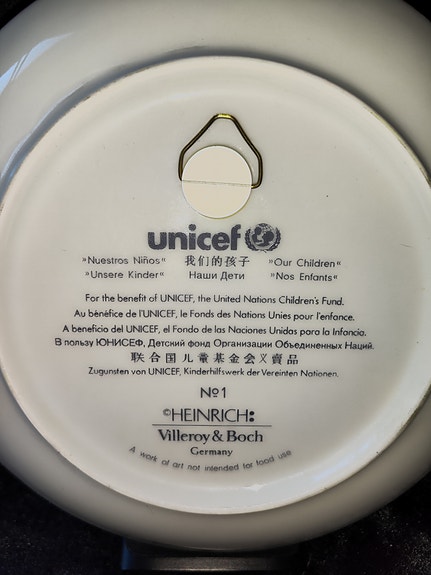 unicef
»Nuestros Niños« 我们的孩子 »Our Children«
»Unsere Kinder« Наши Дети »Nos Enfants«
For the benefit of UNICEF, the United Nations Children's Fund.
Au bénéfice de l'UNICEF, le Fonds des Nations Unies pour l'enfance.
A beneficio del UNICEF, el Fondo de las Naciones Unidas para la Infancia.
В пользу ЮНИСЕФ, Детский фонд Организации Объединенных Наций.
联合国儿童基金会义賣品
Zugunsten von UNICEF, Kinderhilfswerk der Vereinten Nationen.
№1
©HEINRICH:
Villeroy & Boch
Germany
A work of art not intended for food use